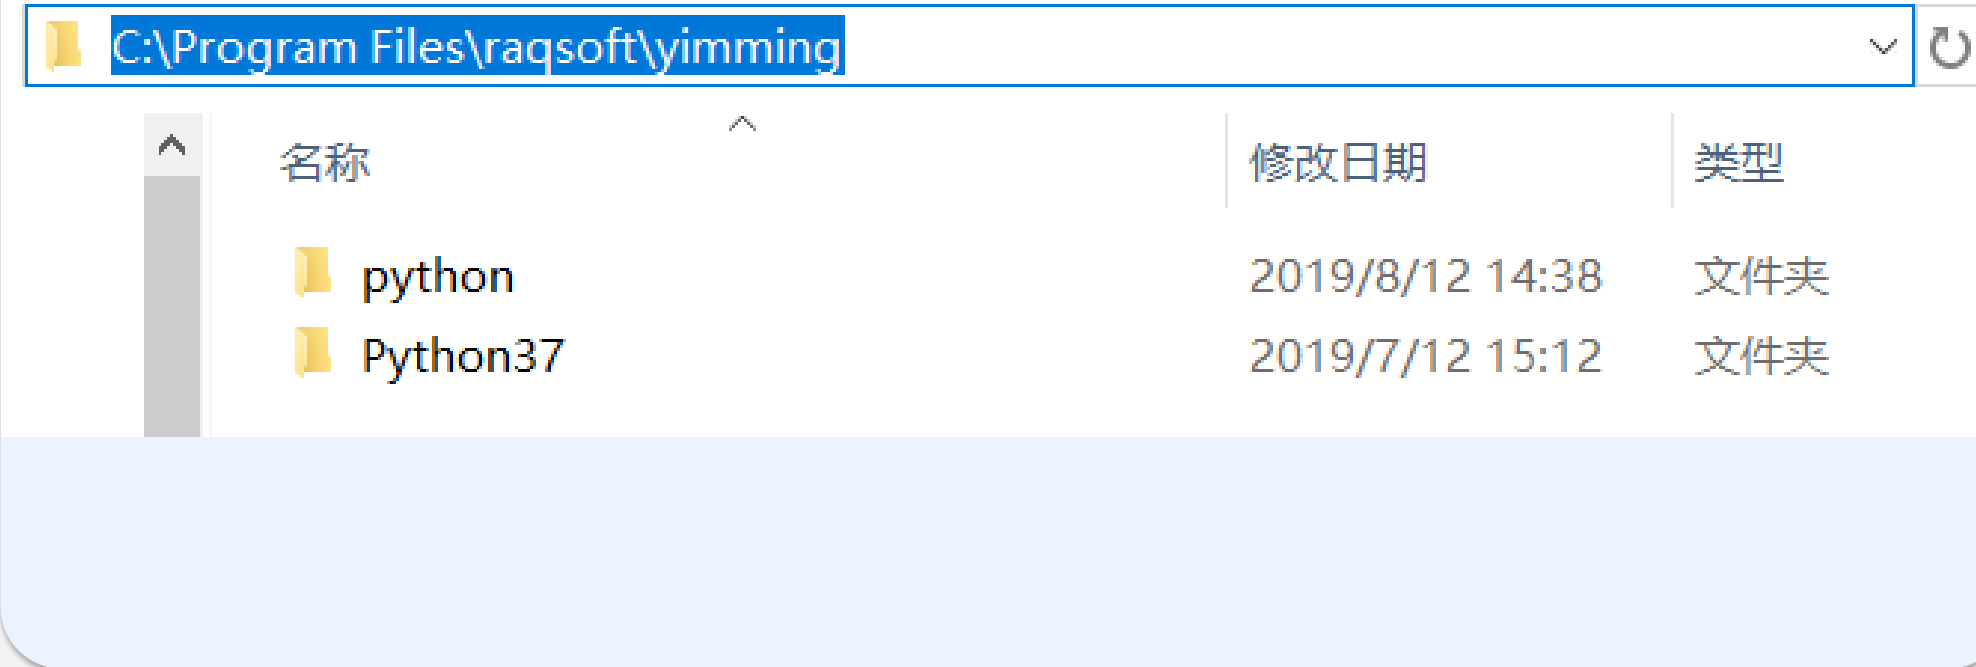 C:\Program Files\raqsoft\yimming
名称 修改日期 类型
python 2019/8/12 14:38 文件夹
Python37 2019/7/12 15:12 文件夹